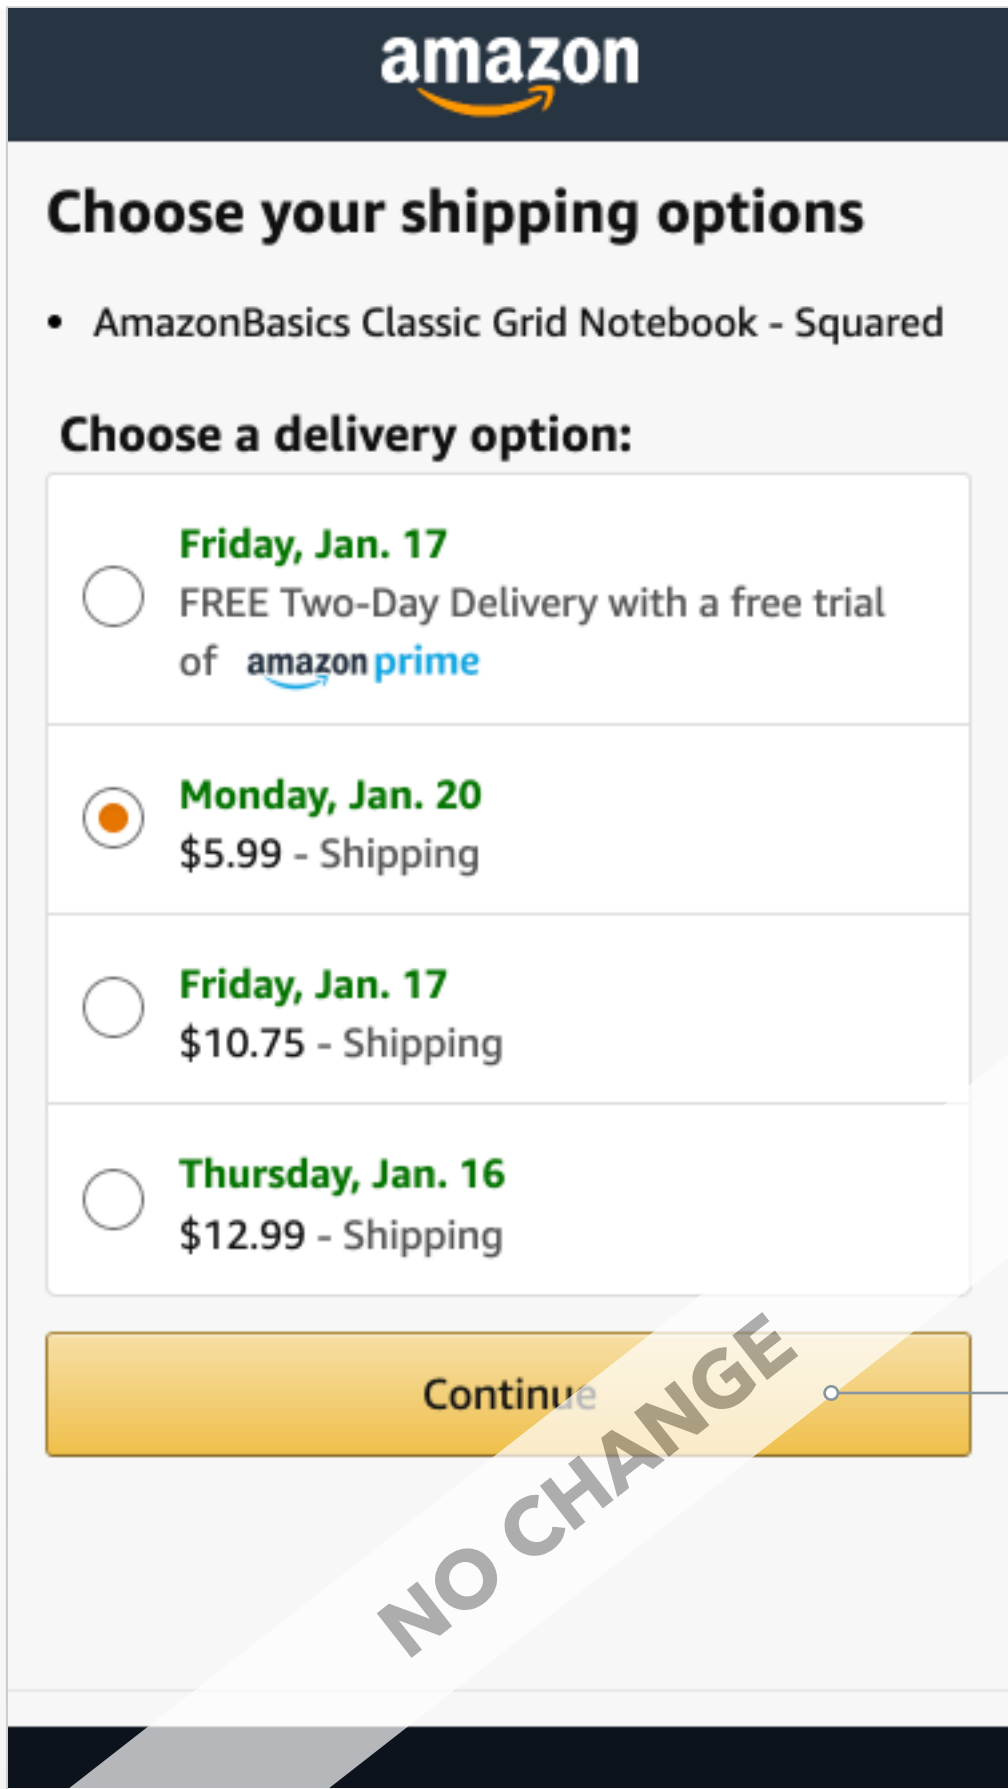 amazon
Choose your shipping options
• AmazonBasics Classic Grid Notebook - Squared
Choose a delivery option:
Friday, Jan. 17
FREE Two-Day Delivery with a free trial
of amazon prime
Monday, Jan. 20
$5.99 - Shipping
Friday, Jan. 17
$10.75 - Shipping
Thursday, Jan. 16
$12.99 - Shipping
Continue
NO CHANGE